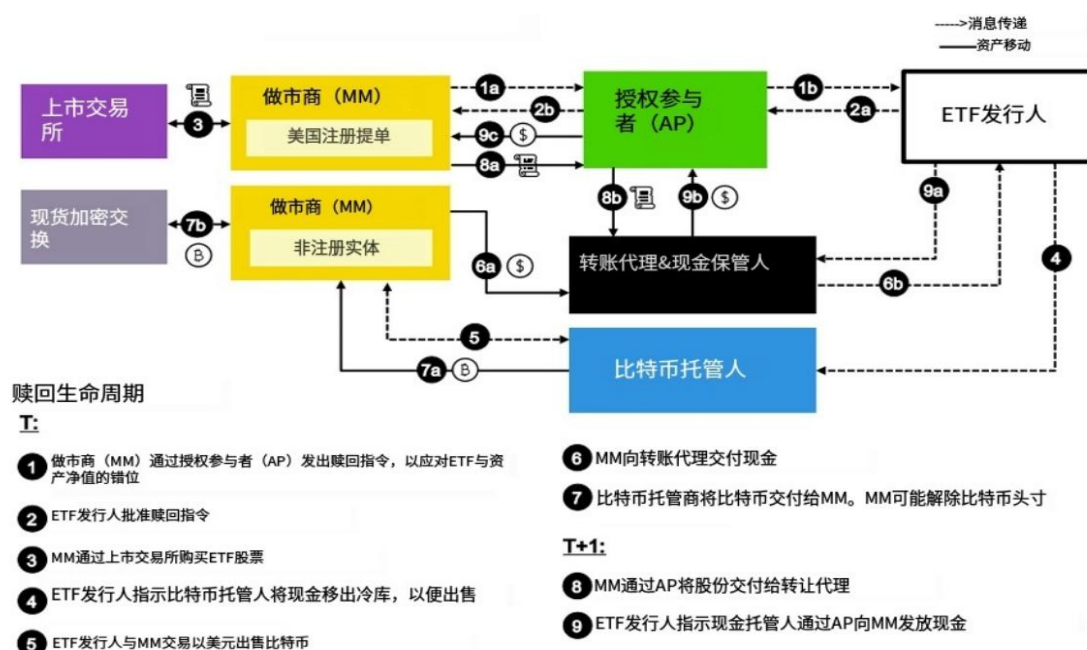 ----->消息传递
——资产移动
上市交易
所
3
做市商（MM）
美国注册提单
1a
2b
9c
$
8a
授权参与
者（AP）
1b
2a
ETF发行人
现货加密交
换
7b
B
做市商（MM）
非注册实体
6a
$
8b
9b
$
9a
转账代理&现金保管人
6b
4
5
7a
B
比特币托管人
赎回生命周期
T:
1 做市商（MM）通过授权参与者（AP）发出赎回指令，以应对ETF与资
产净值的错位
2 ETF发行人批准赎回指令
3 MM通过上市交易所购买ETF股票
4 ETF发行人指示比特币托管人将现金移出冷库，以便出售
5 ETF发行人与MM交易以美元出售比特币
6 MM向转账代理交付现金
7 比特币托管商将比特币交付给MM。MM可能解除比特币头寸
T+1:
8 MM通过AP将股份交付给转让代理
9 ETF发行人指示现金托管人通过AP向MM发放现金